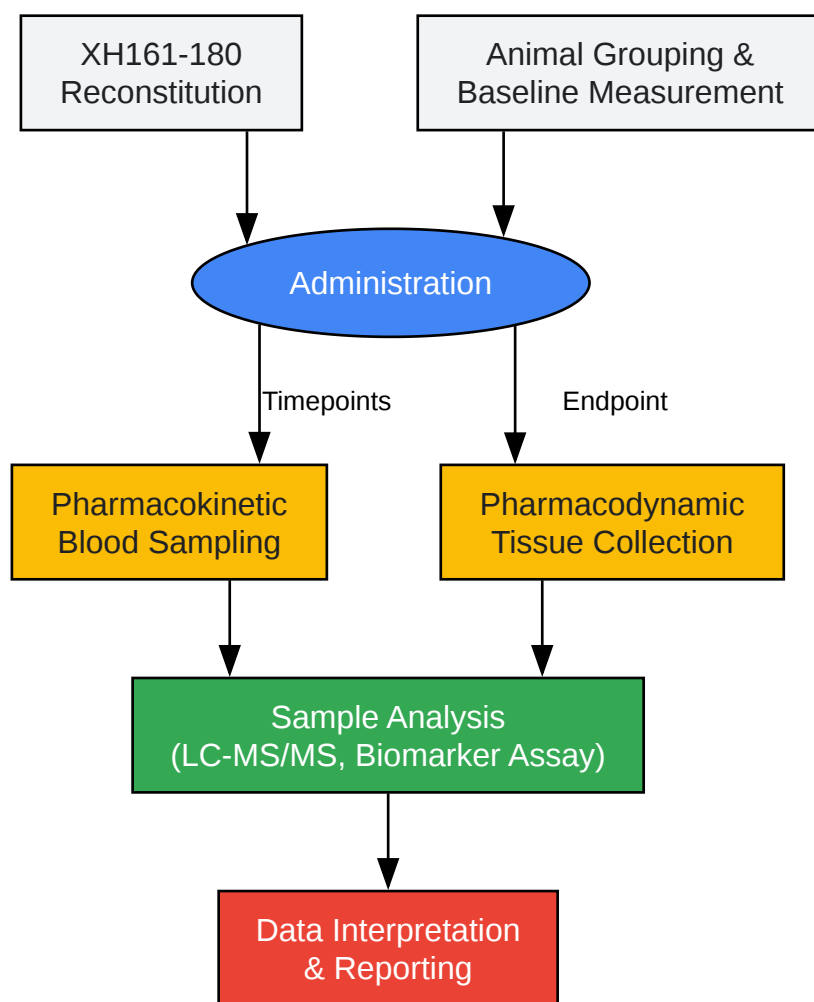 XH161-180
Reconstitution
Animal Grouping &
Baseline Measurement
Administration
Timepoints
Endpoint
Pharmacokinetic
Blood Sampling
Pharmacodynamic
Tissue Collection
Sample Analysis
(LC-MS/MS, Biomarker Assay)
Data Interpretation
& Reporting